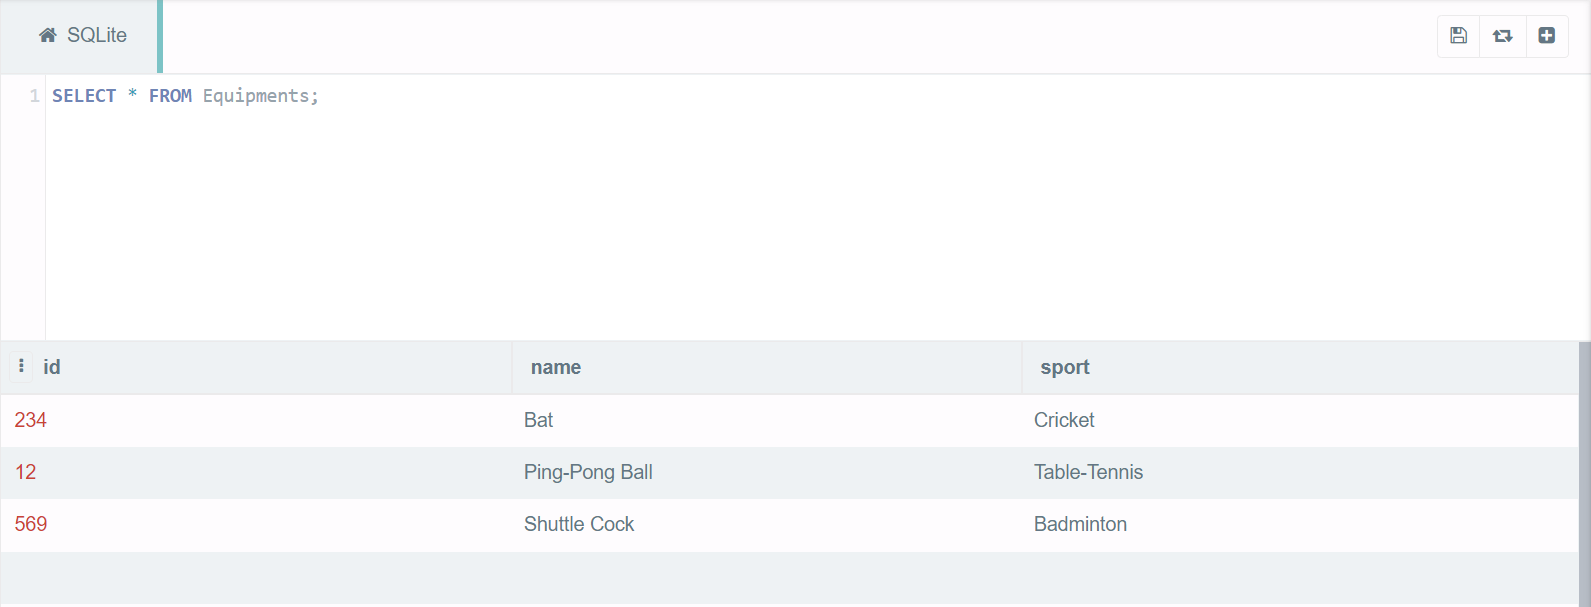 SQLite
1 SELECT * FROM Equipments;
id name sport
234 Bat Cricket
12 Ping-Pong Ball Table-Tennis
569 Shuttle Cock Badminton